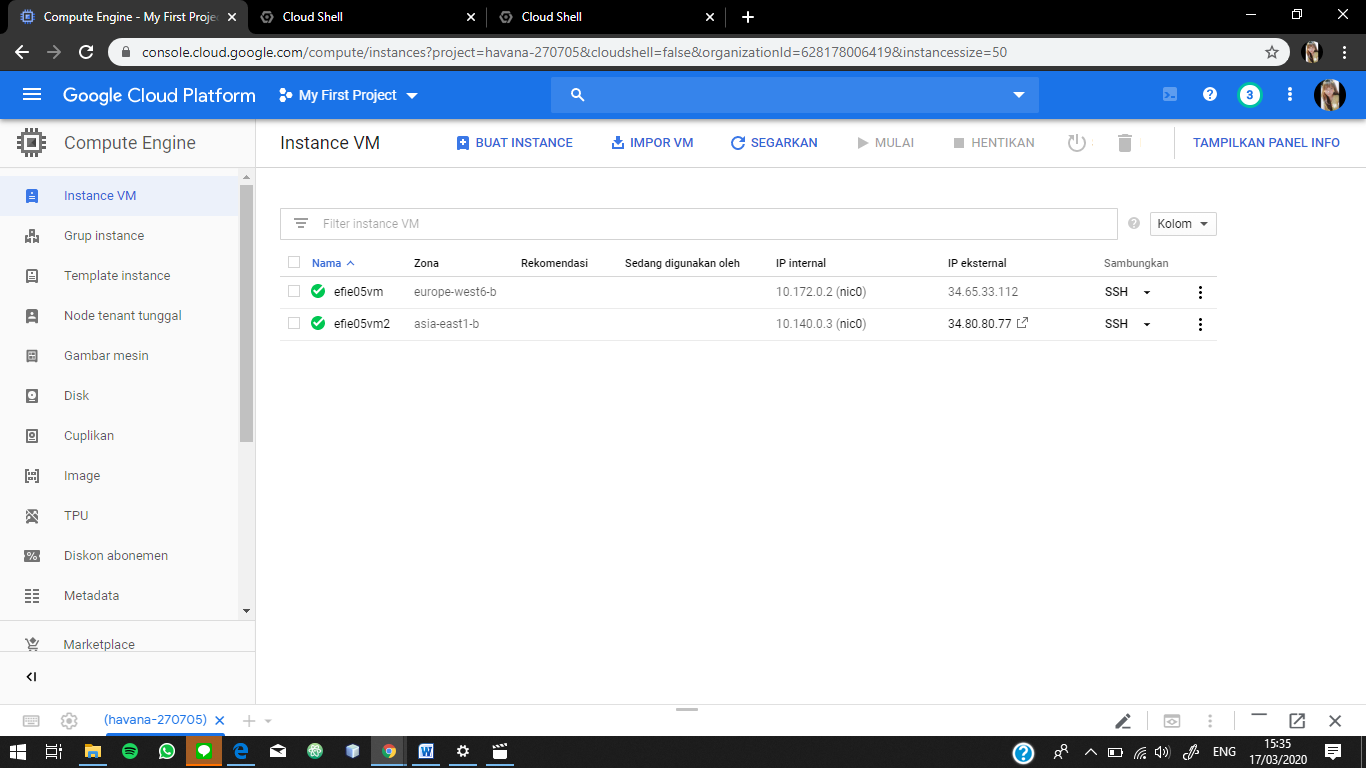 Compute Engine - My First Proje
Cloud Shell
Cloud Shell
console.cloud.google.com/compute/instances?project=havana-270705&cloudshell=false&organizationId=628178006419&instancessize=50
Google Cloud Platform
My First Project
3
Compute Engine
Instance VM
BUAT INSTANCE
IMPOR VM
SEGARKAN
MULAI
HENTIKAN
TAMPILKAN PANEL INFO
Instance VM
Grup instance
Template instance
Node tenant tunggal
Gambar mesin
Disk
Cuplikan
Image
TPU
Diskon abonemen
Metadata
Marketplace
Filter instance VM
Kolom
Nama Zona Rekomendasi Sedang digunakan oleh IP internal IP eksternal Sambungkan
efie05vm europe-west6-b 10.172.0.2 (nic0) 34.65.33.112 SSH
efie05vm2 asia-east1-b 10.140.0.3 (nic0) 34.80.80.77 SSH
(havana-270705)
ENG
15:35
17/03/2020